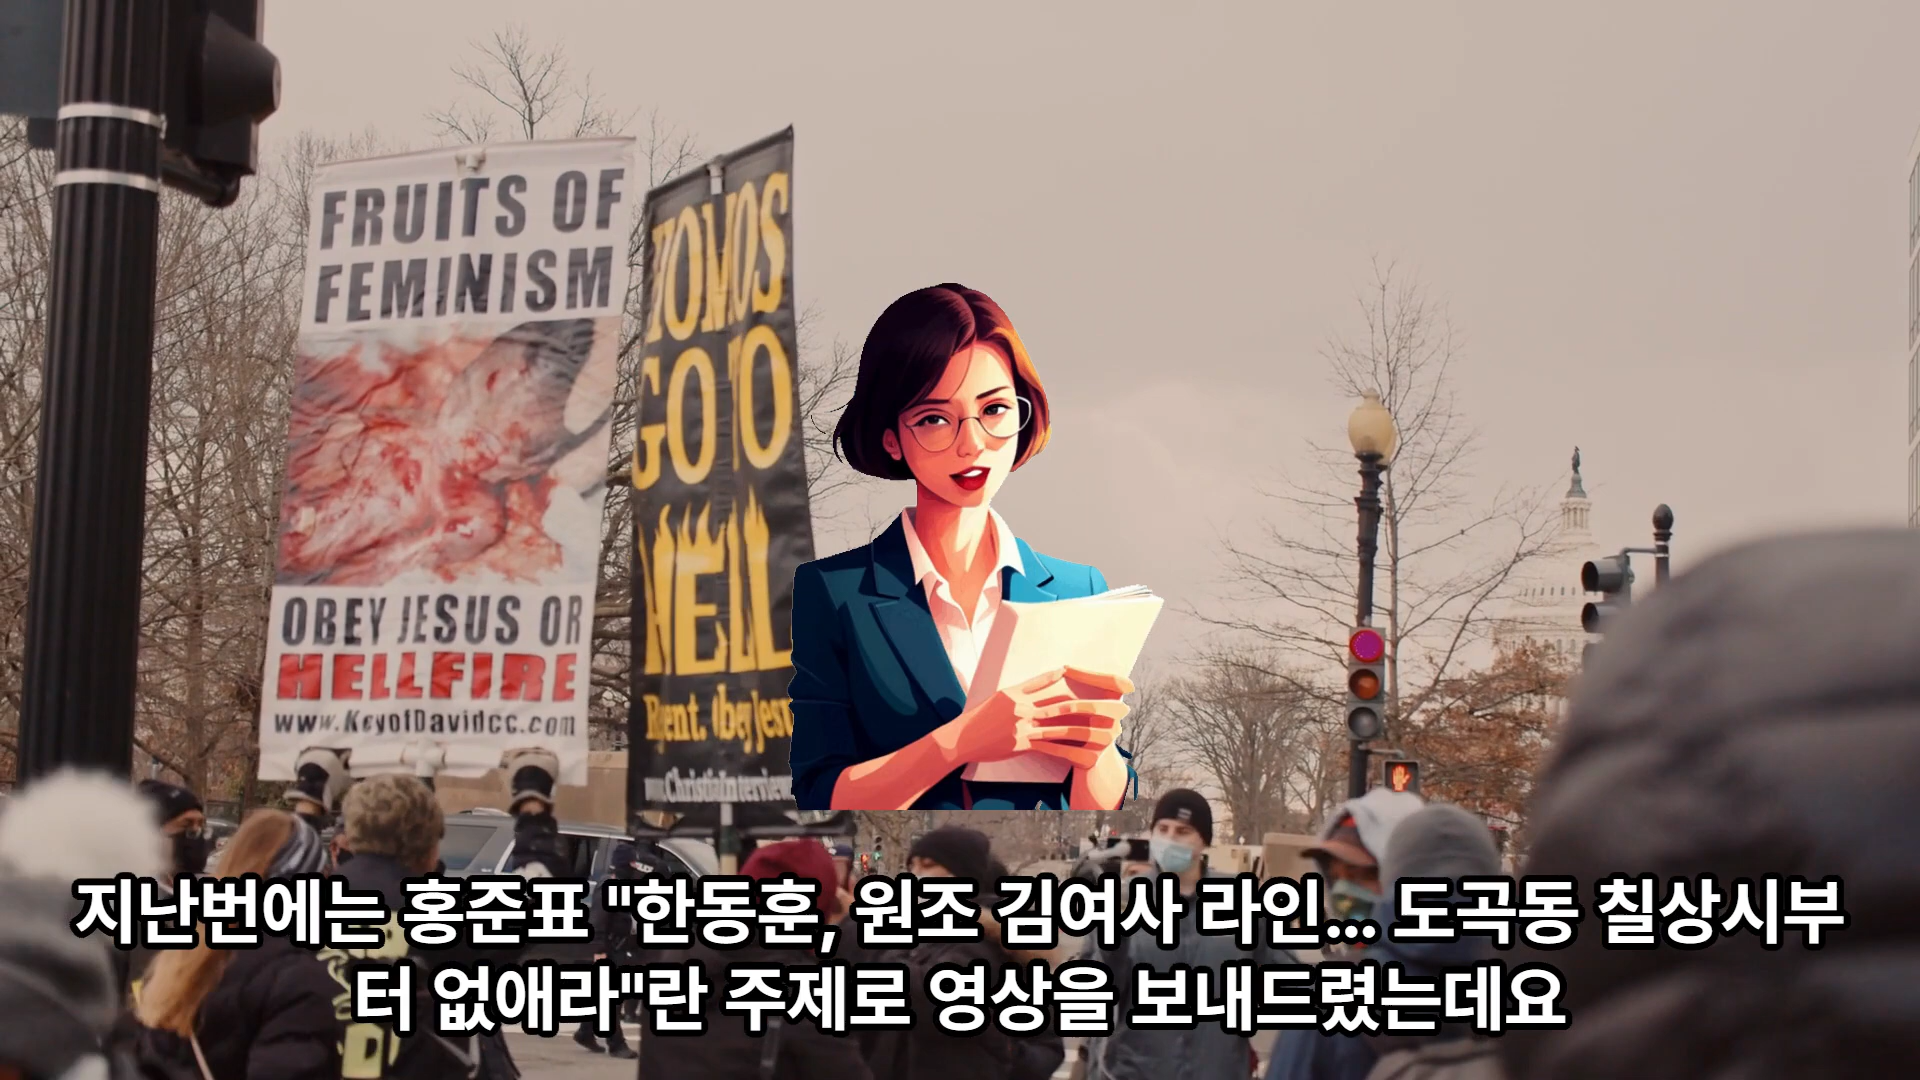 FRUITS OF
FEMINISM
OBEY JESUS OR
HELLFIRE
www.KeyofDavidcc.com
HOMOS
GO TO
HELL
Repent. Obey Jesus
지난번에는 홍준표 "한동훈, 원조 김여사 라인... 도곡동 칠상시부
터 없애라"란 주제로 영상을 보내드렸는데요